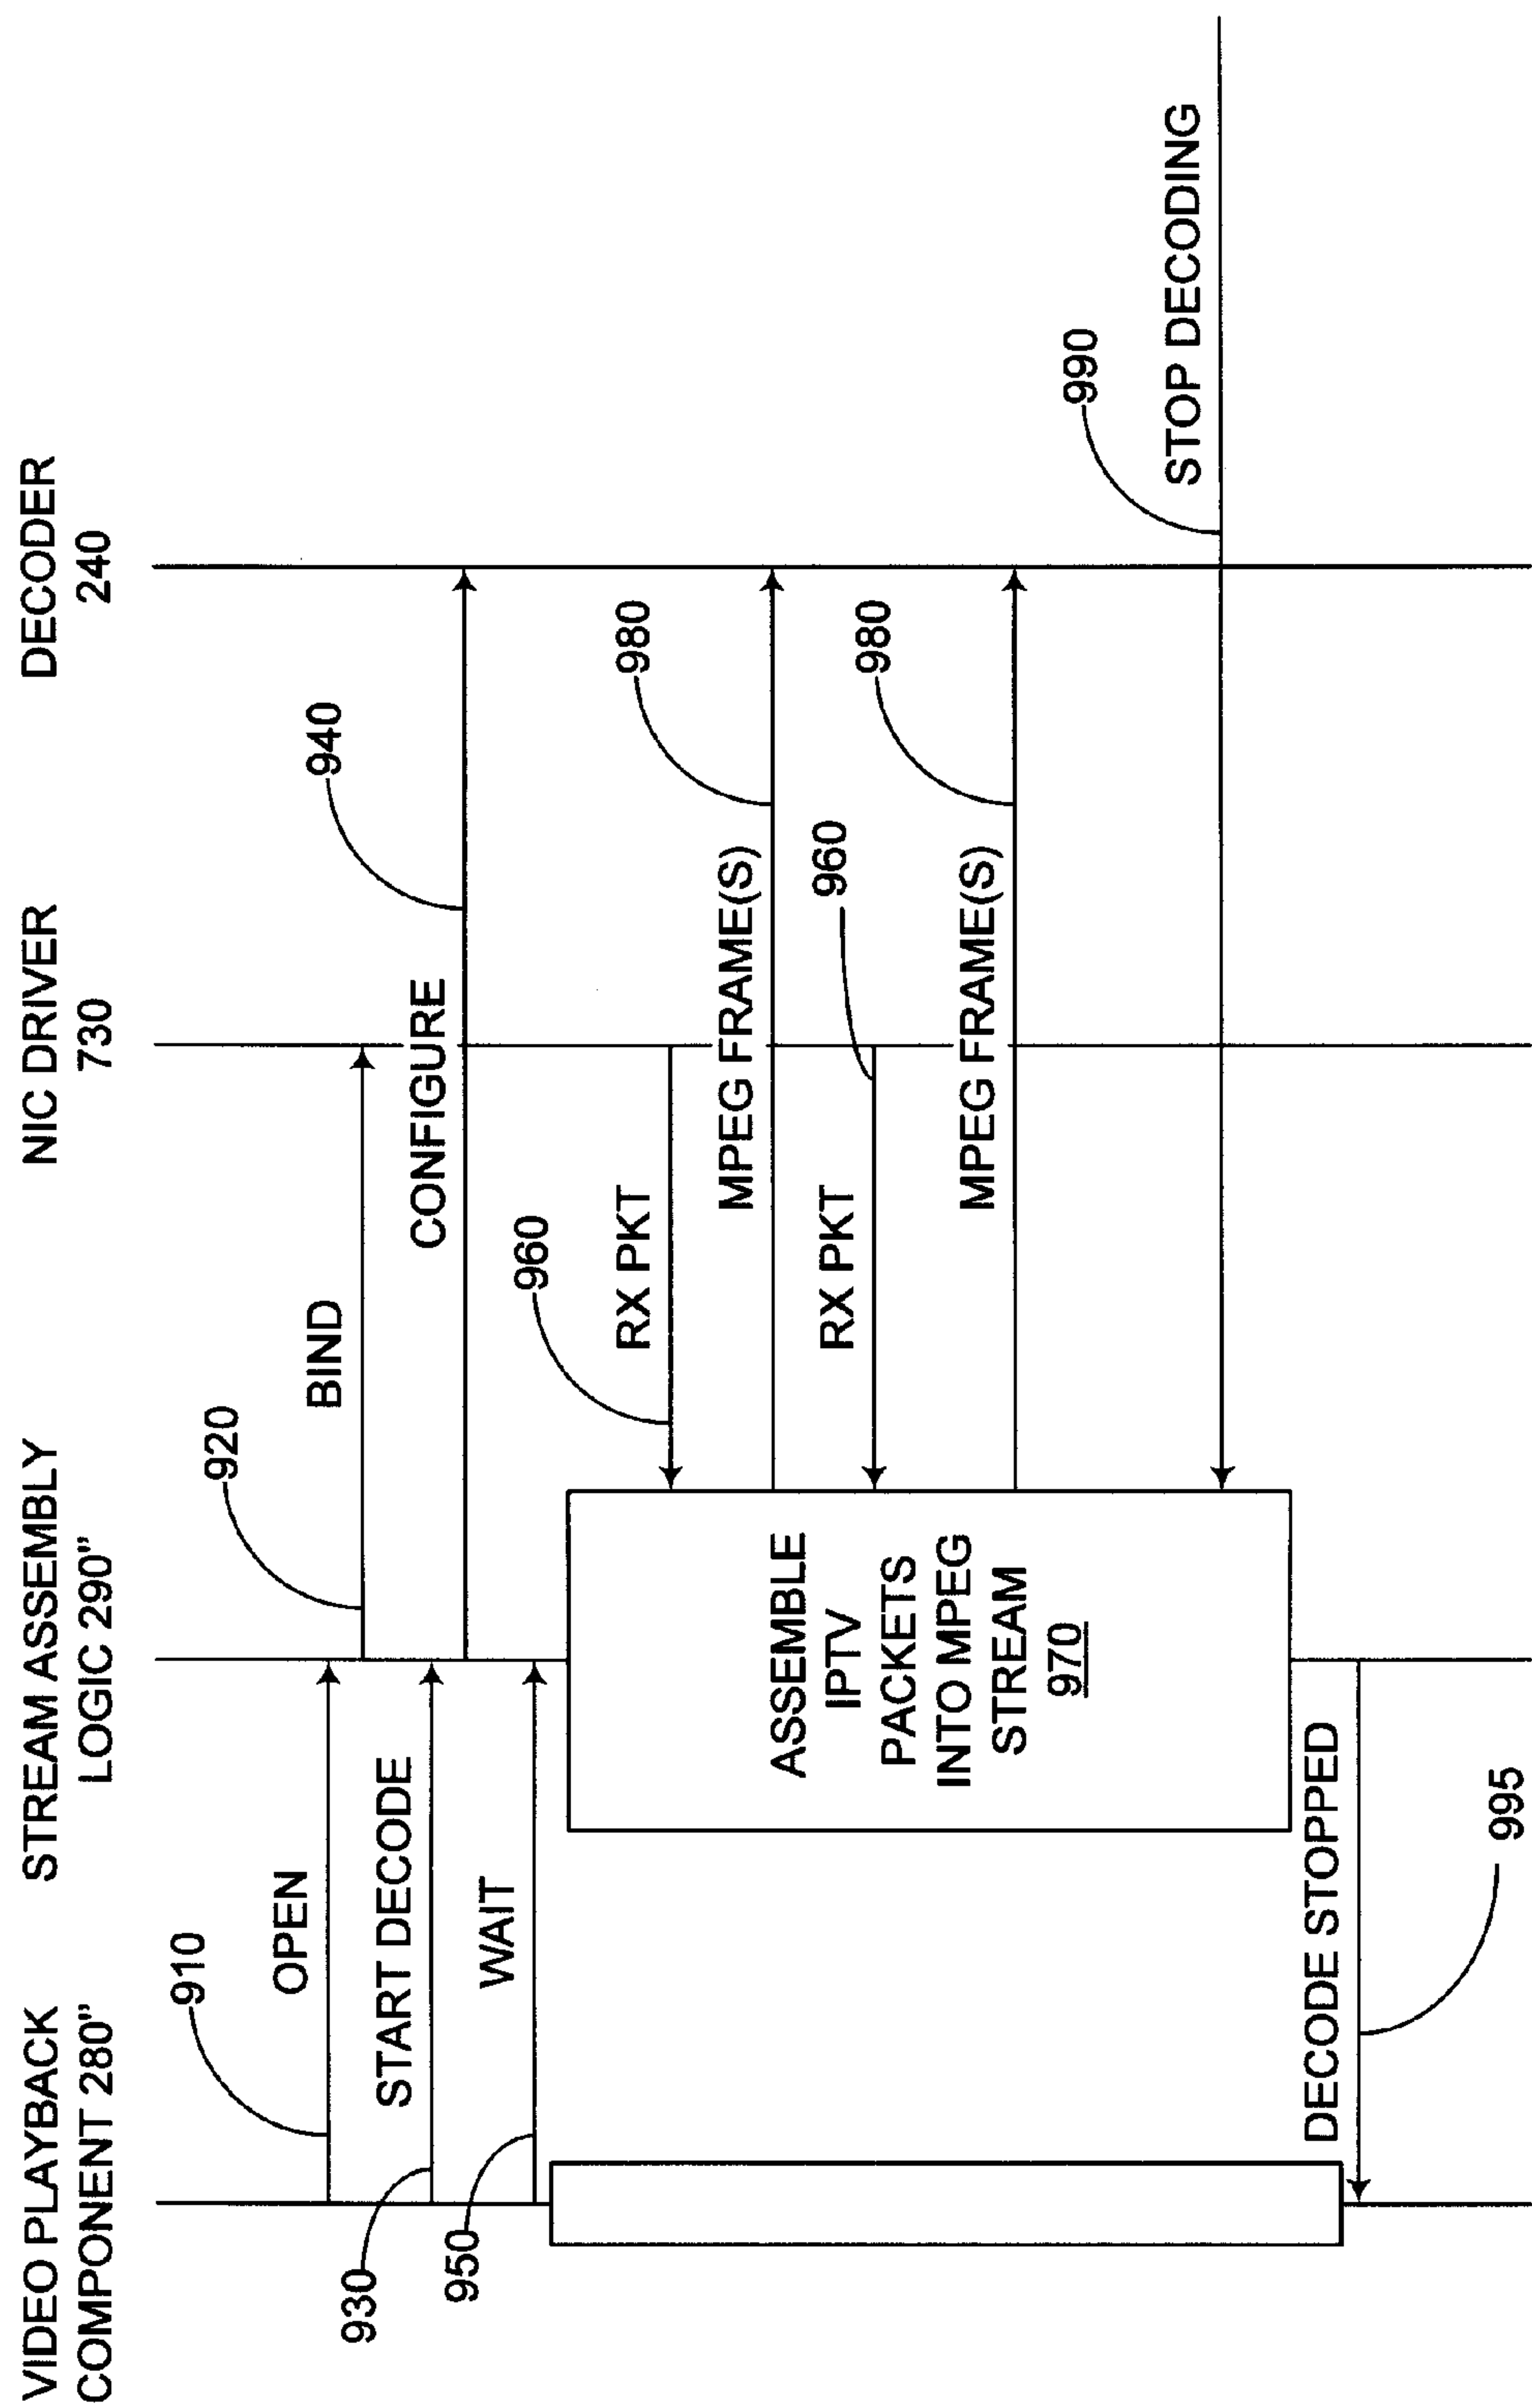 VIDEO PLAYBACK
COMPONENT 280"
STREAM ASSEMBLY
LOGIC 290"
NIC DRIVER
730
DECODER
240
910
OPEN
920
BIND
930
START DECODE
940
CONFIGURE
950
WAIT
960
RX PKT
980
MPEG FRAME(S)
960
RX PKT
980
MPEG FRAME(S)
ASSEMBLE
IPTV
PACKETS
INTO MPEG
STREAM
970
990
STOP DECODING
DECODE STOPPED
995